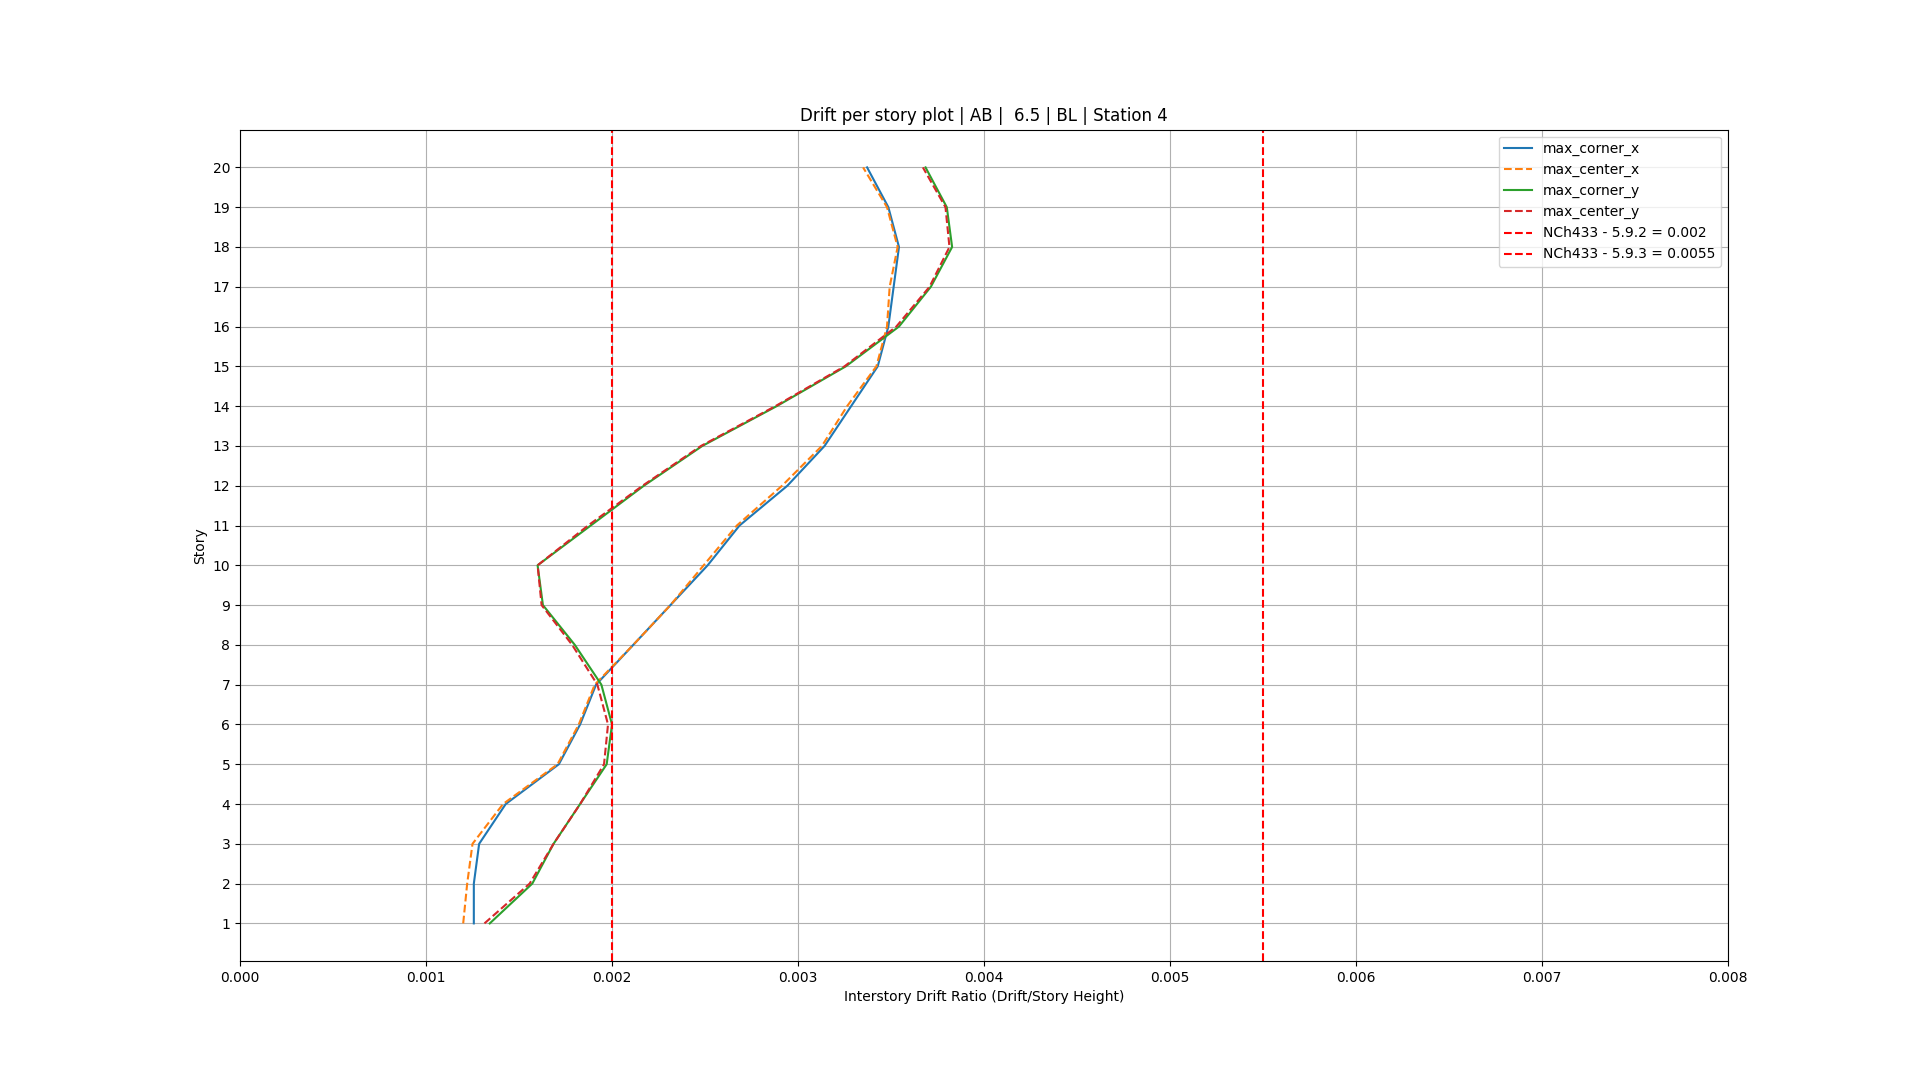 Drift per story plot | AB |  6.5 | BL | Station 4
max_corner_x
max_center_x
max_corner_y
max_center_y
NCh433 - 5.9.2 = 0.002
NCh433 - 5.9.3 = 0.0055
Story
20
19
18
17
16
15
14
13
12
11
10
9
8
7
6
5
4
3
2
1
0.000 0.001 0.002 0.003 0.004 0.005 0.006 0.007 0.008
Interstory Drift Ratio (Drift/Story Height)